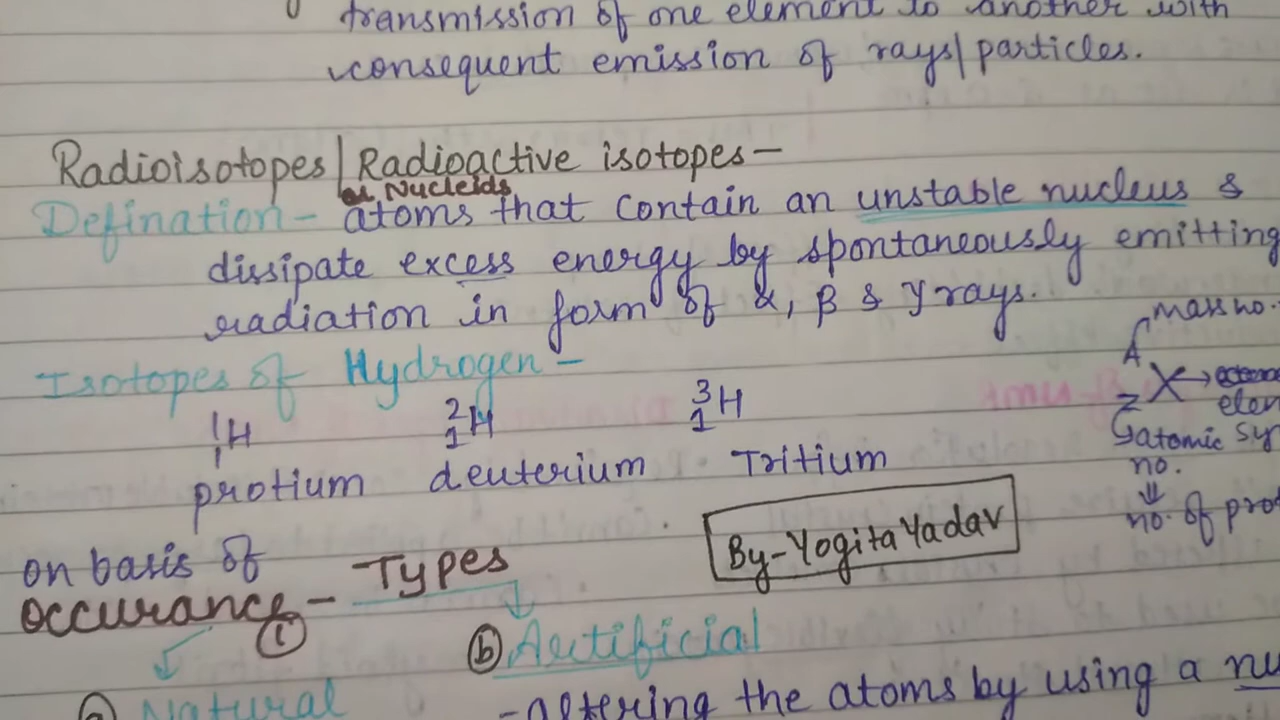 transmission of one element to another with
consequent emission of rays/particles.
Radioisotopes/Radioactive isotopes-
or Nucleids
Defination- atoms that contain an unstable nucleus &
dissipate excess energy by spontaneously emitting
radiation in form of α, β & γ rays.
mass no.
Isotopes of Hydrogen-
A
Z X →
¹₁H ²₁H ³₁H
atomic
no.
protium deuterium Tritium
⇓
no. of
By-Yogita Yadav
on basis of
occurance- Types
①
ⓑ Artificial
ⓐ Natural
-altering the atoms by using a